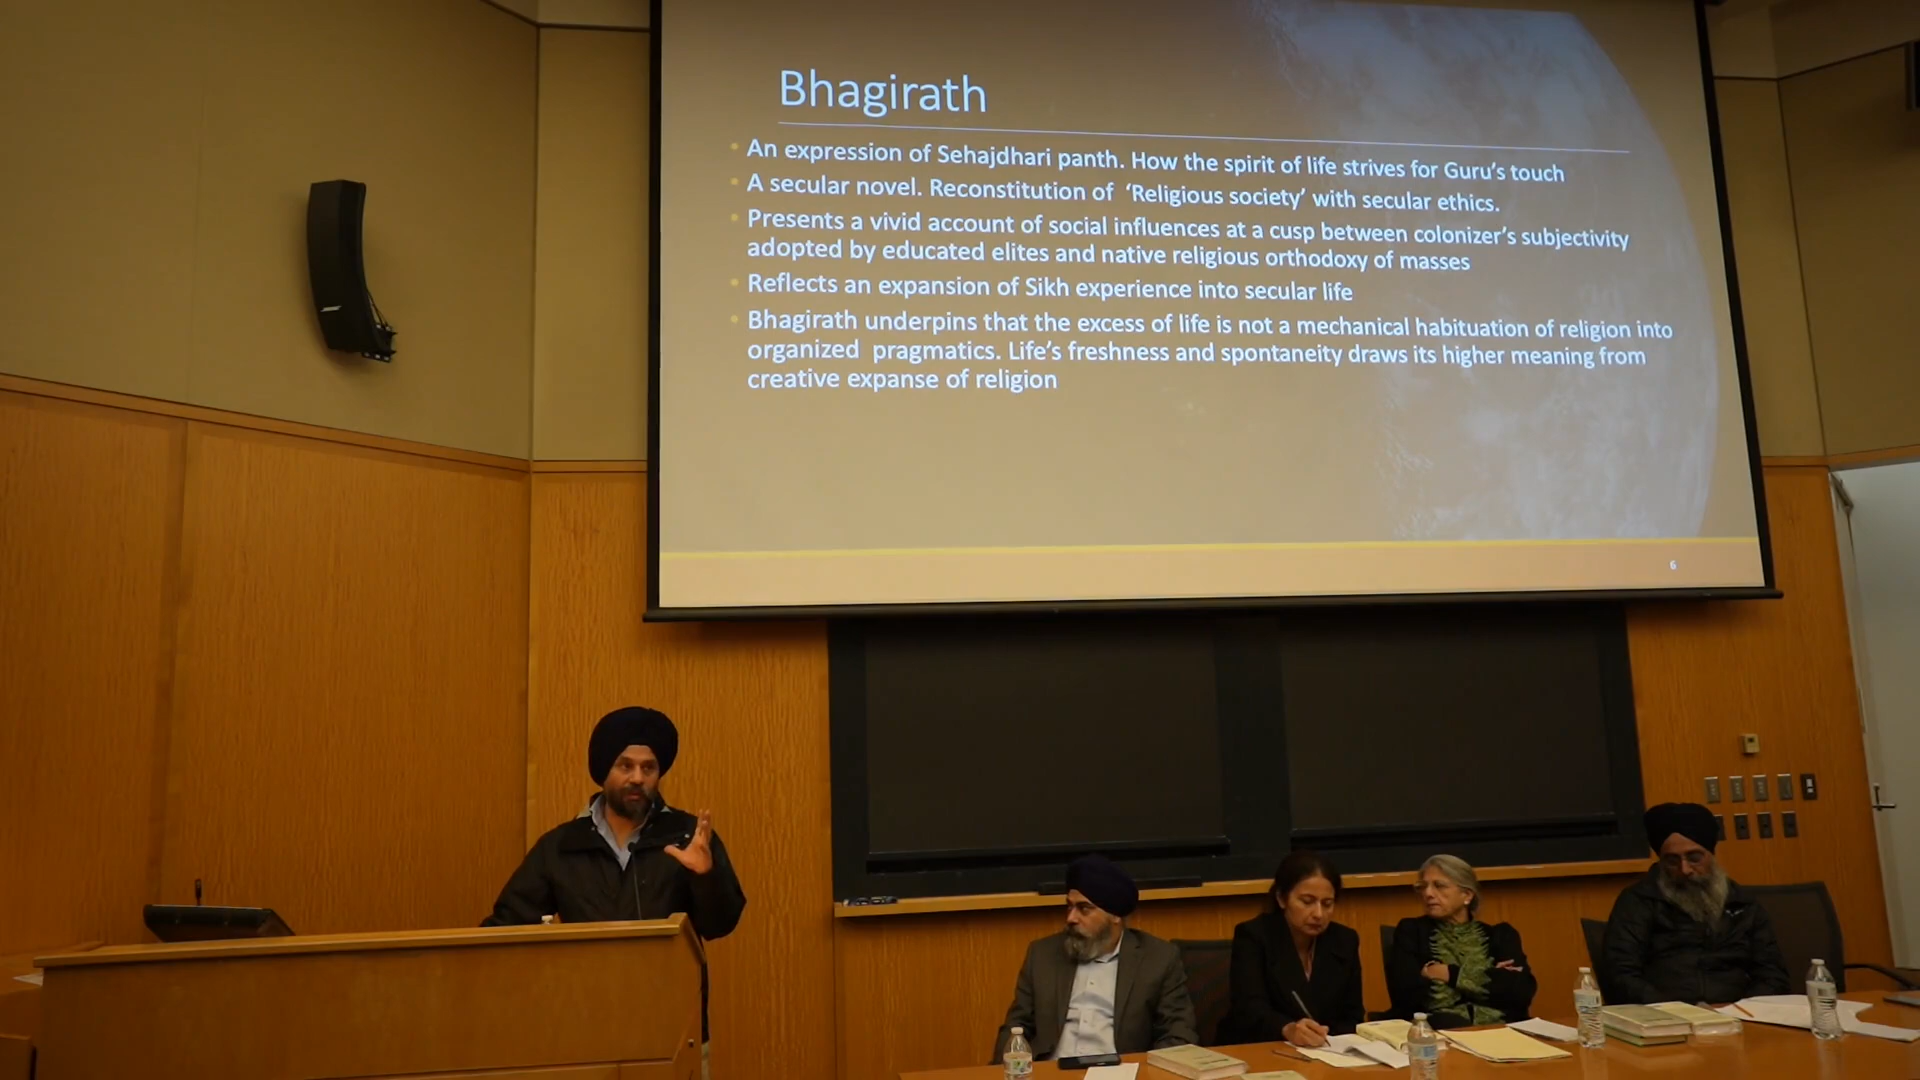 Bhagirath
• An expression of Sehajdhari panth. How the spirit of life strives for Guru's touch
• A secular novel. Reconstitution of 'Religious society' with secular ethics.
• Presents a vivid account of social influences at a cusp between colonizer's subjectivity
adopted by educated elites and native religious orthodoxy of masses
• Reflects an expansion of Sikh experience into secular life
• Bhagirath underpins that the excess of life is not a mechanical habituation of religion into
organized pragmatics. Life's freshness and spontaneity draws its higher meaning from
creative expanse of religion
6